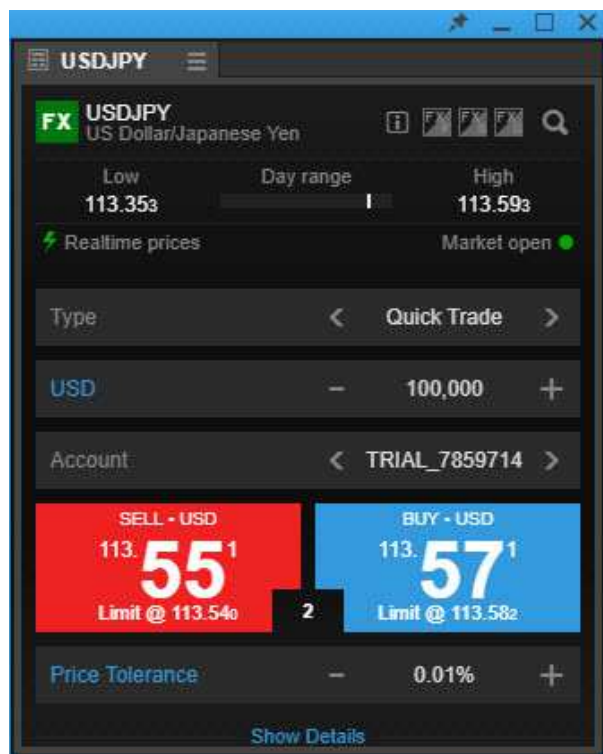 USDJPY
FX USDJPY
US Dollar/Japanese Yen
Low Day range High
113.353 113.593
Realtime prices Market open
Type Quick Trade
USD - 100,000 +
Account TRIAL_7859714
SELL - USD
113.551
Limit @ 113.540
2
BUY - USD
113.571
Limit @ 113.582
Price Tolerance - 0.01% +
Show Details